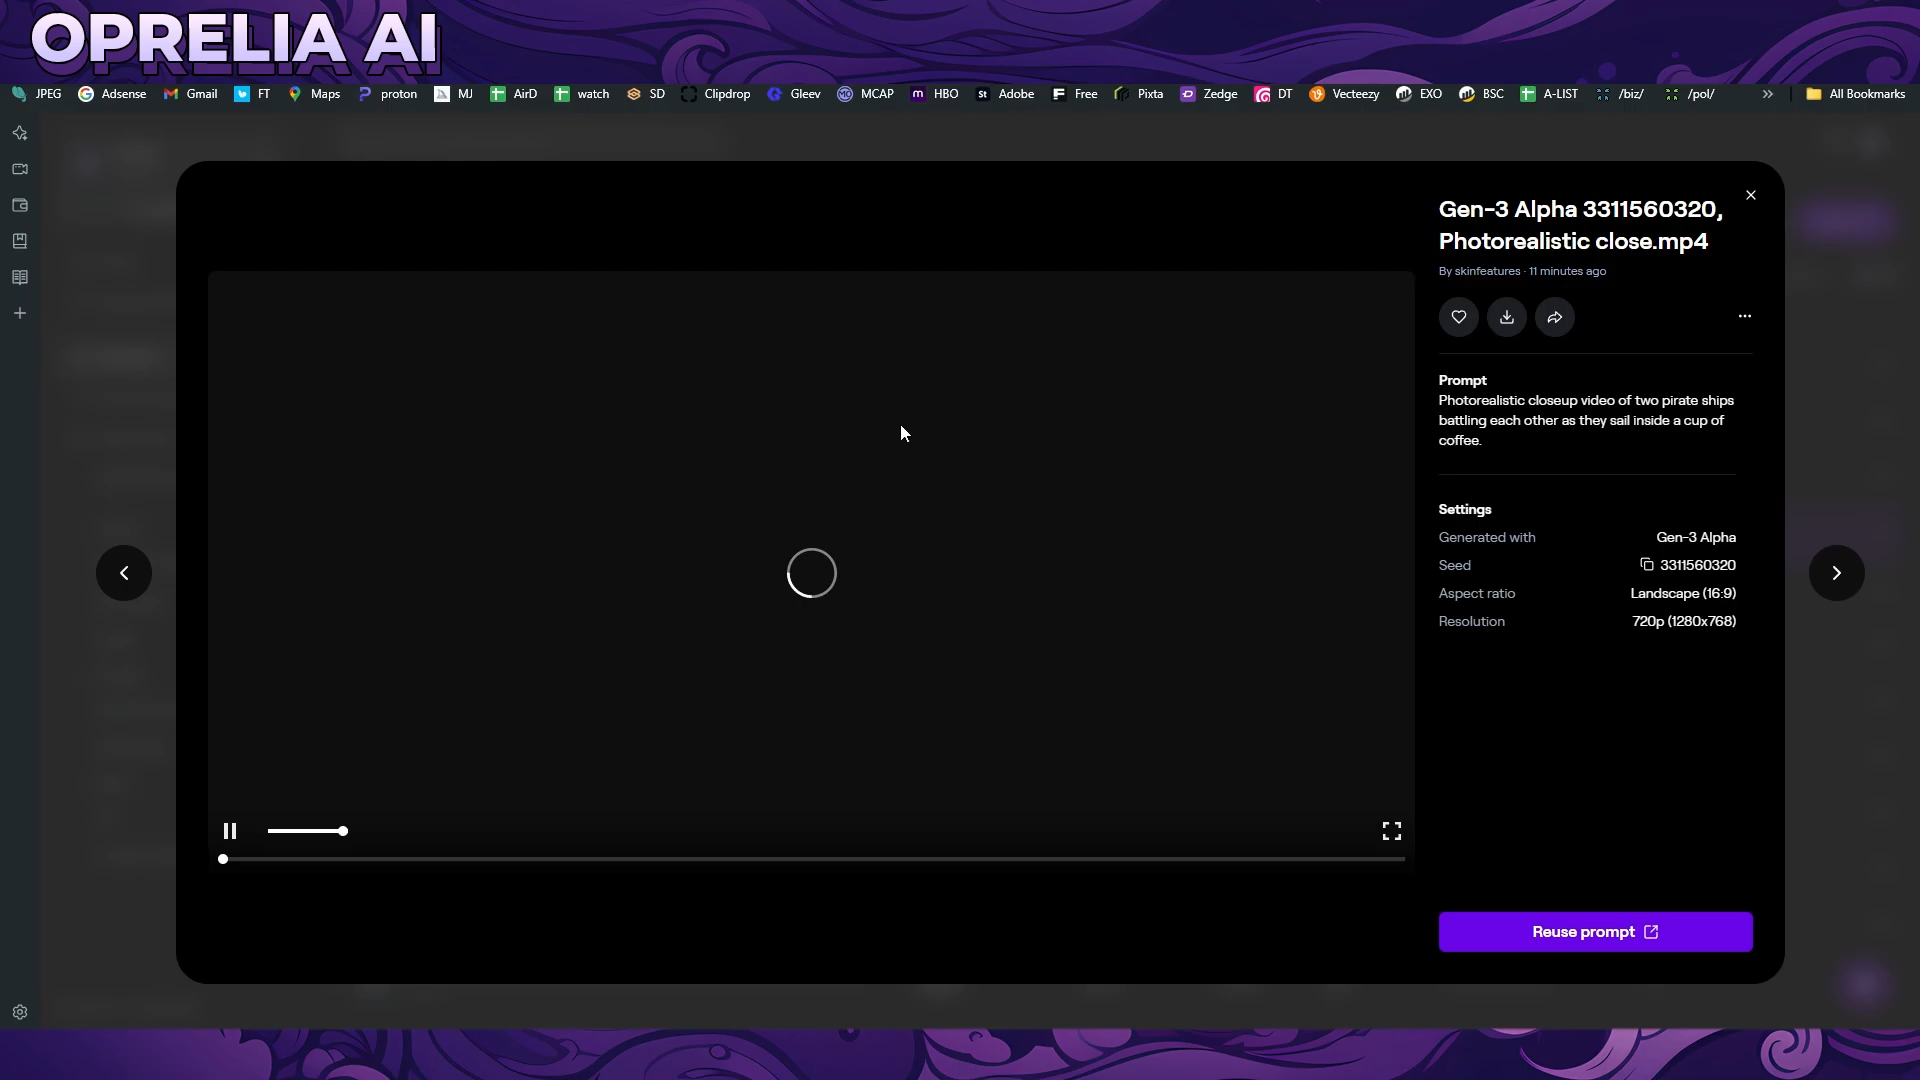 OPRELIA AI
JPEG Adsense Gmail FT Maps proton MJ AirD watch SD Clipdrop Gleev MCAP HBO Adobe Free Pixta Zedge DT Vecteezy EXO BSC A-LIST /biz/ /pol/ » All Bookmarks
Gen-3 Alpha 3311560320,
Photorealistic close.mp4
By skinfeatures · 11 minutes ago
Prompt
Photorealistic closeup video of two pirate ships
battling each other as they sail inside a cup of
coffee.
Settings
Generated with Gen-3 Alpha
Seed 3311560320
Aspect ratio Landscape (16:9)
Resolution 720p (1280x768)
Reuse prompt